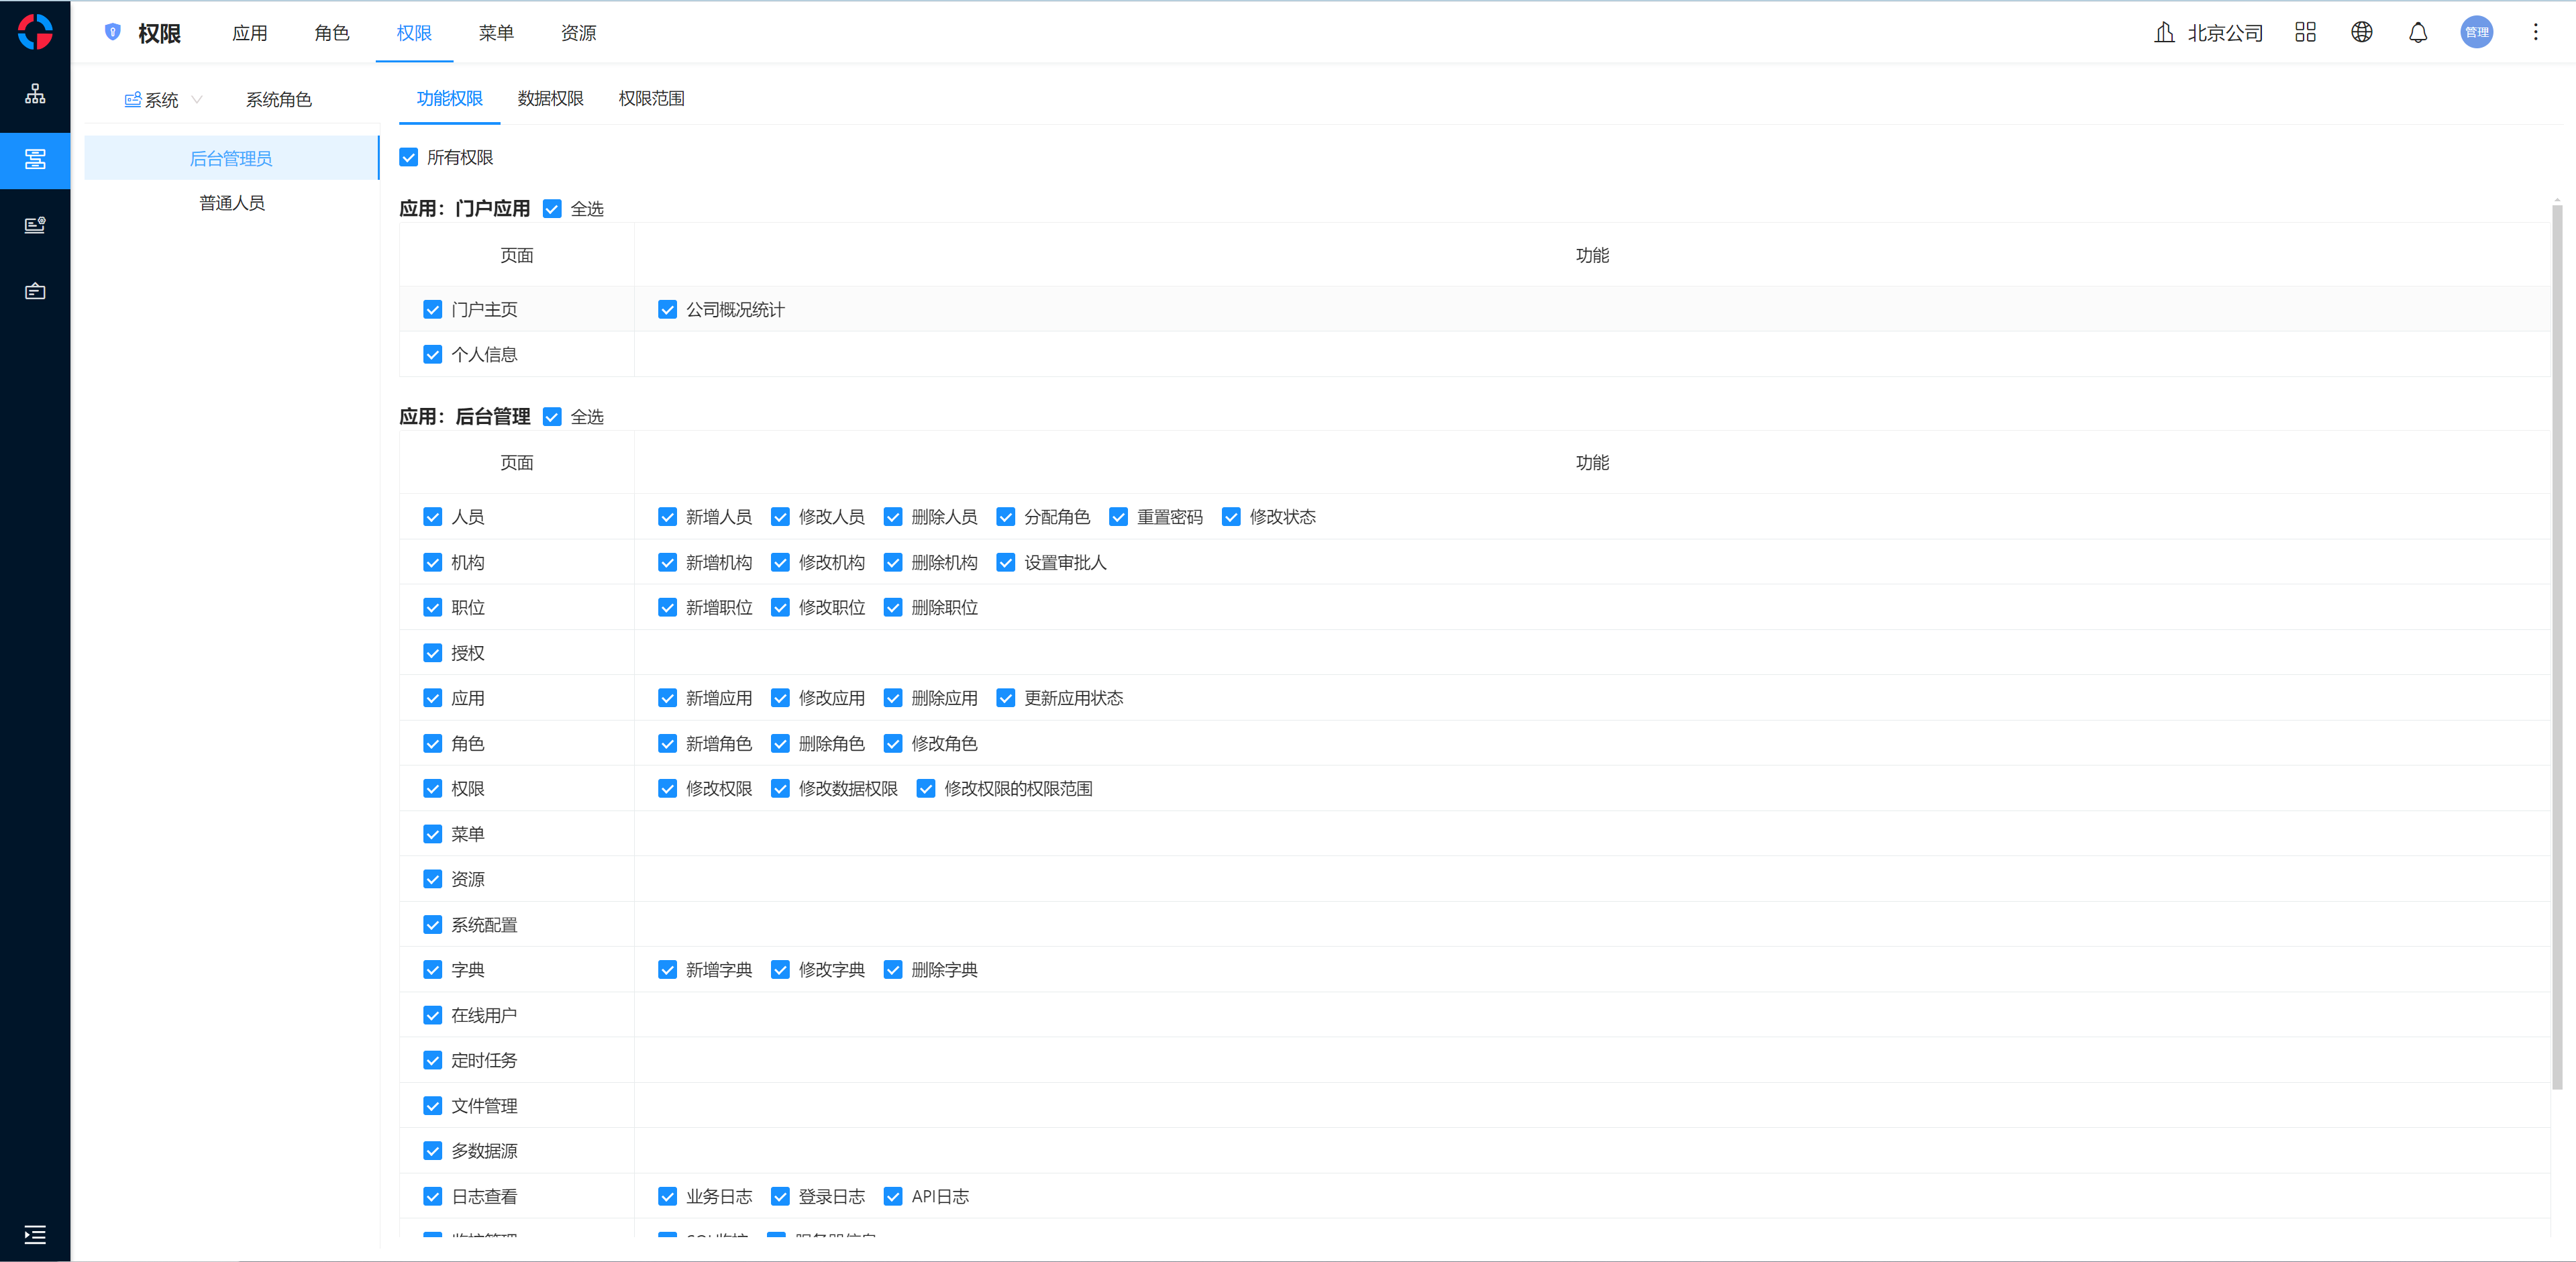 权限 应用 角色 权限 菜单 资源 北京公司 管理
系统 系统角色
功能权限 数据权限 权限范围
后台管理员
普通人员
所有权限
应用：门户应用 全选
页面 功能
门户主页 公司概况统计
个人信息
应用：后台管理 全选
页面 功能
人员 新增人员 修改人员 删除人员 分配角色 重置密码 修改状态
机构 新增机构 修改机构 删除机构 设置审批人
职位 新增职位 修改职位 删除职位
授权
应用 新增应用 修改应用 删除应用 更新应用状态
角色 新增角色 删除角色 修改角色
权限 修改权限 修改数据权限 修改权限的权限范围
菜单
资源
系统配置
字典 新增字典 修改字典 删除字典
在线用户
定时任务
文件管理
多数据源
日志查看 业务日志 登录日志 API日志